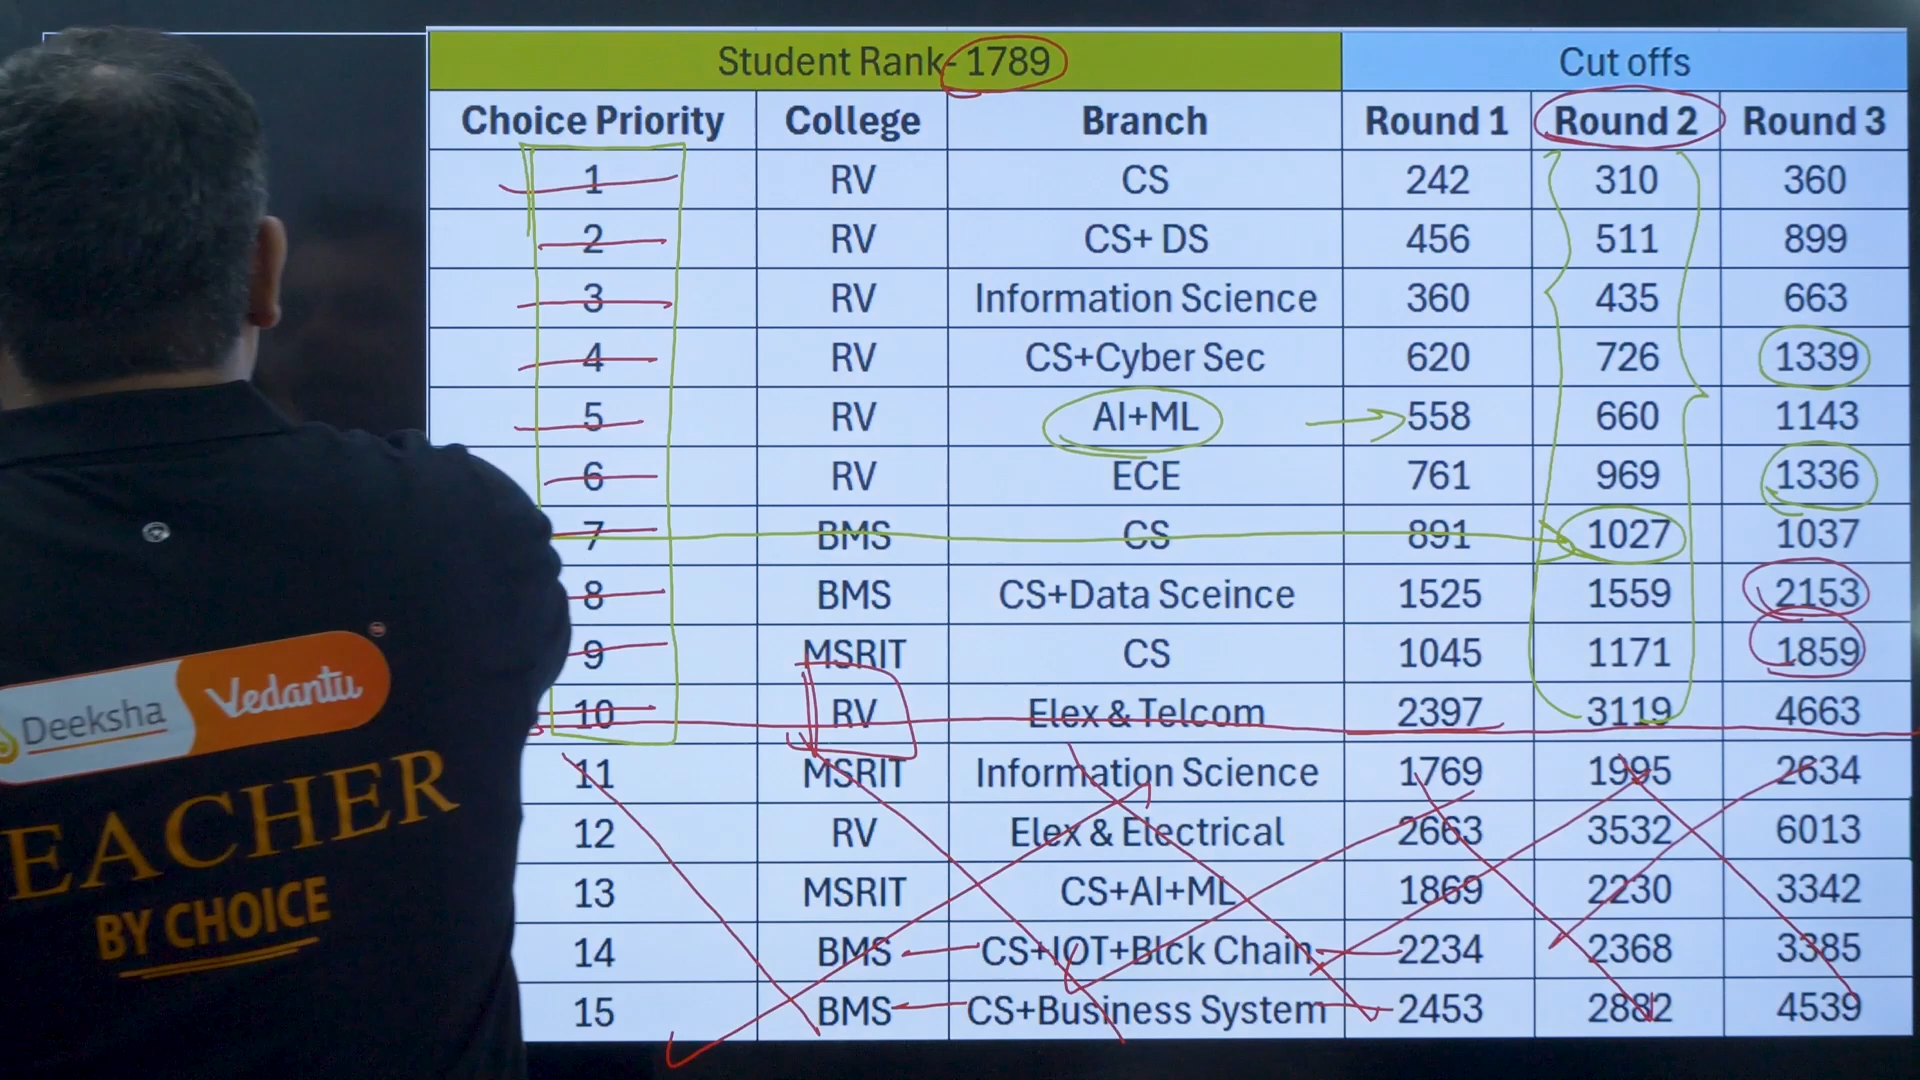 Student Rank- 1789 Cut offs
Choice Priority College Branch Round 1 Round 2 Round 3
1 RV CS 242 310 360
2 RV CS+ DS 456 511 899
3 RV Information Science 360 435 663
4 RV CS+Cyber Sec 620 726 1339
5 RV AI+ML 558 660 1143
6 RV ECE 761 969 1336
7 BMS CS 891 1027 1037
8 BMS CS+Data Sceince 1525 1559 2153
9 MSRIT CS 1045 1171 1859
10 RV Elex & Telcom 2397 3119 4663
11 MSRIT Information Science 1769 1995 2634
12 RV Elex & Electrical 2663 3532 6013
13 MSRIT CS+AI+ML 1869 2230 3342
14 BMS CS+IOT+Blck Chain 2234 2368 3385
15 BMS CS+Business System 2453 2882 4539
Deeksha Vedantu
EACHER
BY CHOICE